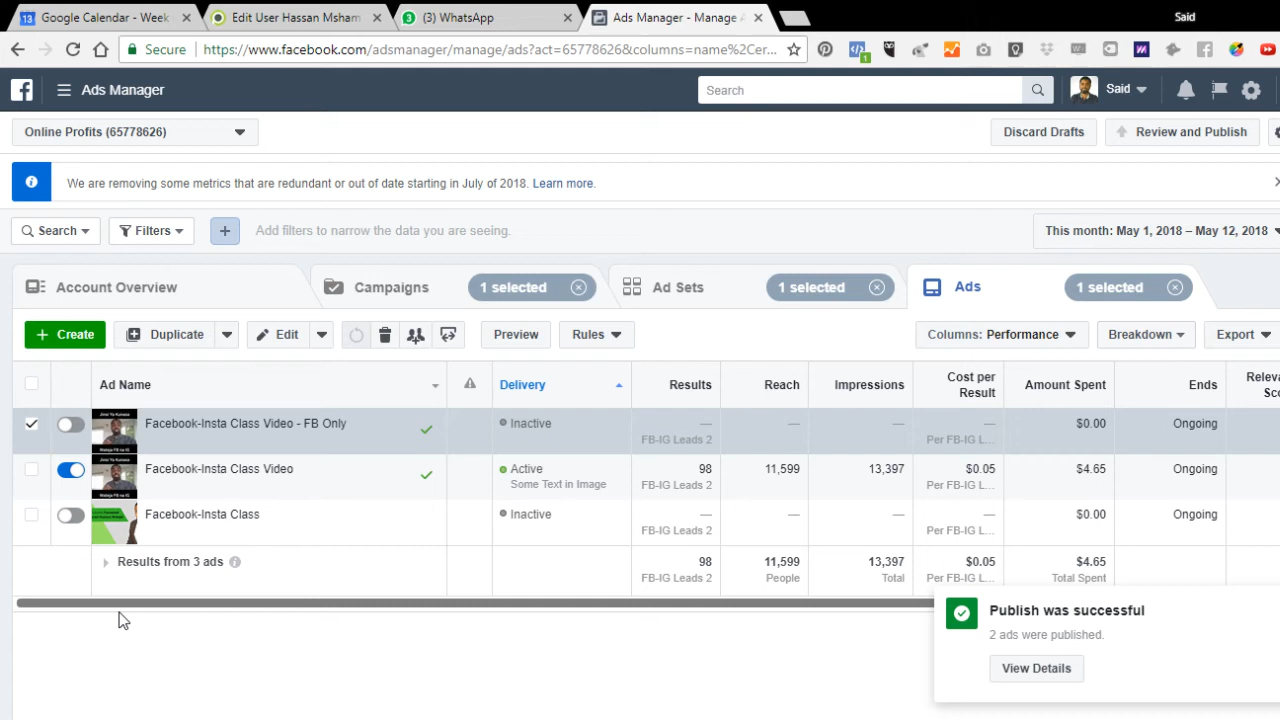 Google Calendar - Week
Edit User Hassan Msham
(3) WhatsApp
Ads Manager - Manage A
Said
Secure
https://www.facebook.com/adsmanager/manage/ads?act=65778626&columns=name%2Cer...
Ads Manager
Search
Said
Online Profits (65778626)
Discard Drafts
Review and Publish
We are removing some metrics that are redundant or out of date starting in July of 2018. Learn more.
Search
Filters
Add filters to narrow the data you are seeing.
This month: May 1, 2018 – May 12, 2018
Account Overview
Campaigns
1 selected
Ad Sets
1 selected
Ads
1 selected
+ Create
Duplicate
Edit
Preview
Rules
Columns: Performance
Breakdown
Export
Ad Name
Delivery
Results
Reach
Impressions
Cost per
Result
Amount Spent
Ends
Releva
Sco
Facebook-Insta Class Video - FB Only
Inactive
—
FB-IG Leads 2
—
—
—
Per FB-IG L...
$0.00
Ongoing
Facebook-Insta Class Video
Active
Some Text in Image
98
FB-IG Leads 2
11,599
13,397
$0.05
Per FB-IG L...
$4.65
Ongoing
Facebook-Insta Class
Inactive
—
FB-IG Leads 2
—
—
—
Per FB-IG L...
$0.00
Ongoing
Results from 3 ads
98
FB-IG Leads 2
11,599
People
13,397
Total
$0.05
Per FB-IG L...
$4.65
Total Spent
Publish was successful
2 ads were published.
View Details